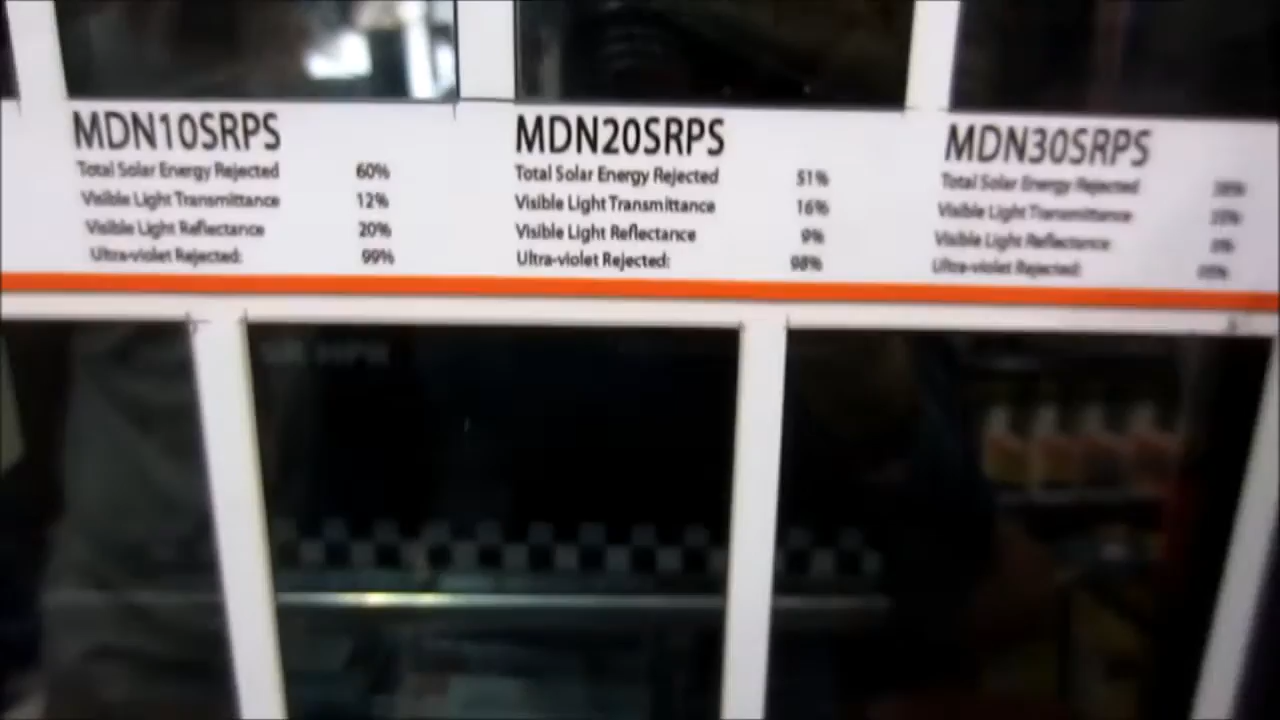 MDN10SRPS
Total Solar Energy Rejected 60%
Visible Light Transmittance 12%
Visible Light Reflectance 20%
Ultra-violet Rejected: 99%
MDN20SRPS
Total Solar Energy Rejected 51%
Visible Light Transmittance 16%
Visible Light Reflectance 9%
Ultra-violet Rejected: 98%
MDN30SRPS
Total Solar Energy Rejected
Visible Light Transmittance
Visible Light Reflectance
Ultra-violet Rejected: